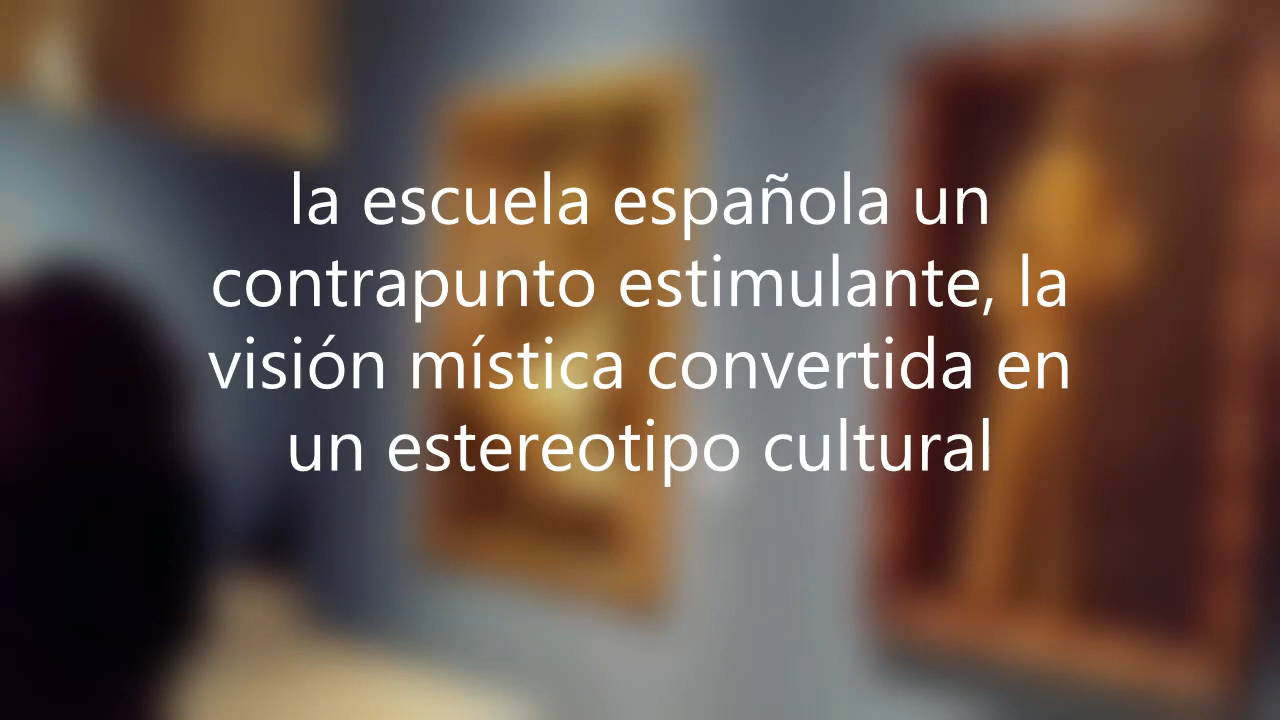 la escuela española un
contrapunto estimulante, la
visión mística convertida en
un estereotipo cultural